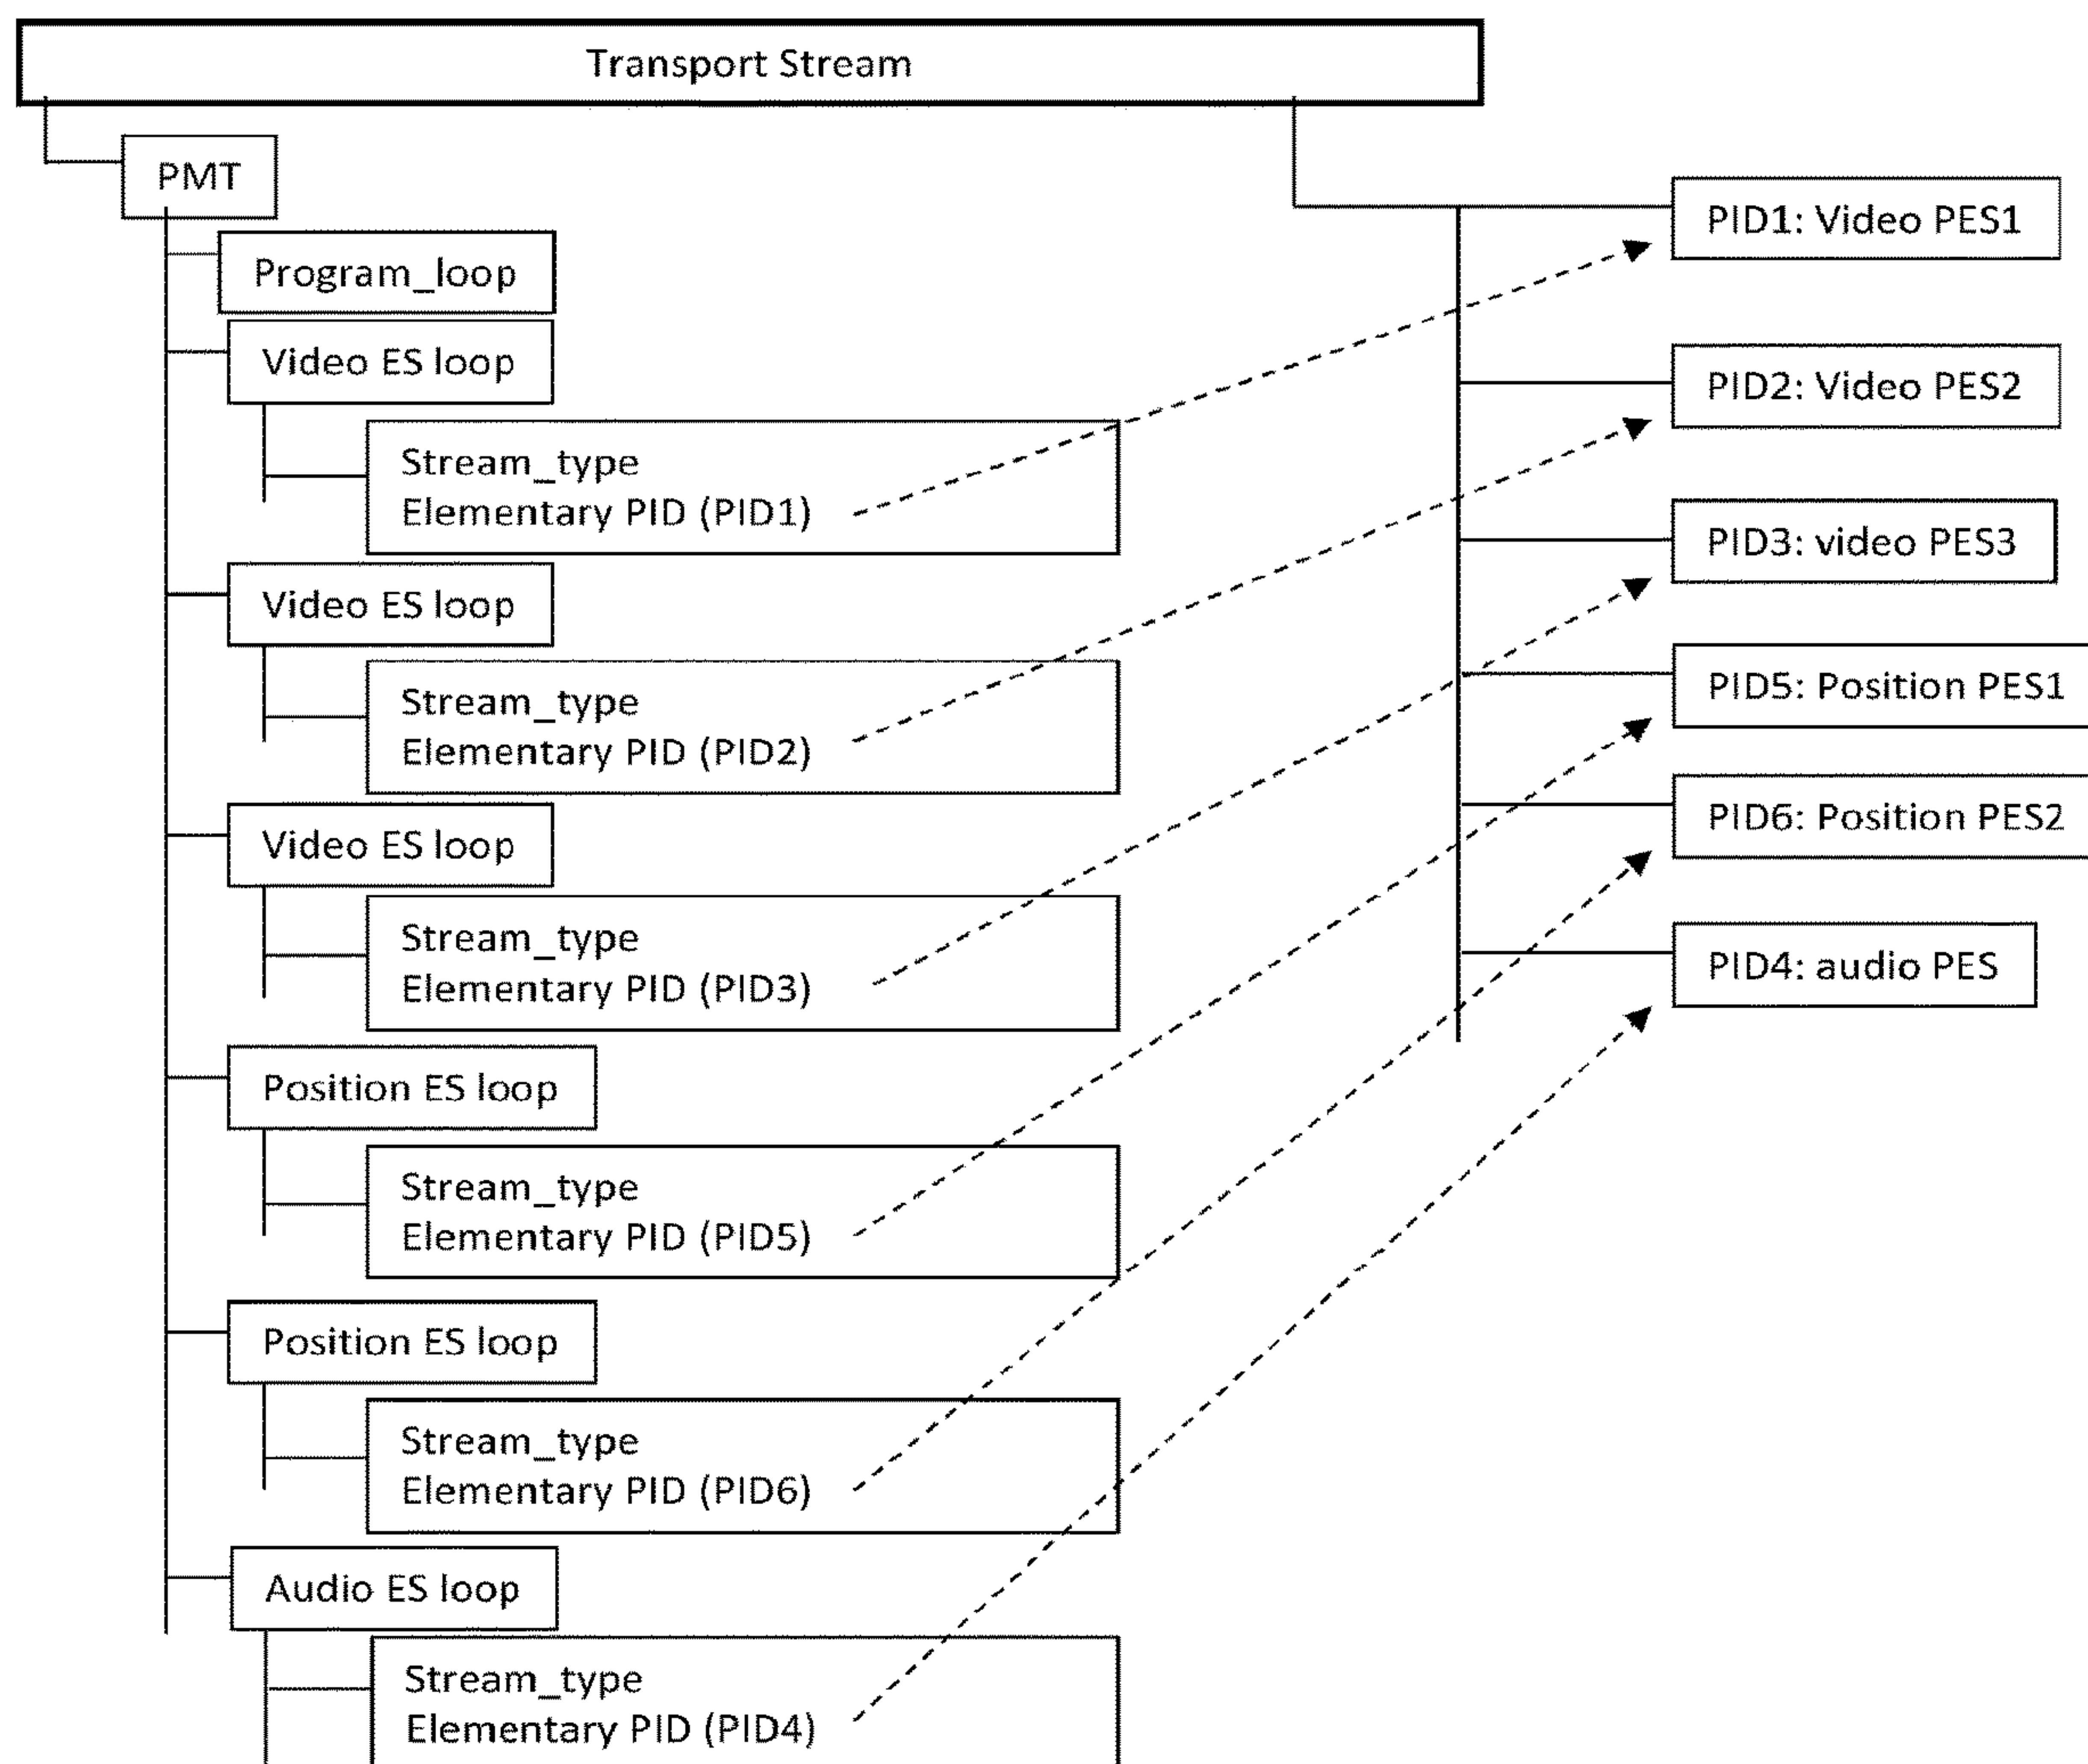 Transport Stream
PMT
Program_loop
Video ES loop
Stream_type
Elementary PID (PID1)
Video ES loop
Stream_type
Elementary PID (PID2)
Video ES loop
Stream_type
Elementary PID (PID3)
Position ES loop
Stream_type
Elementary PID (PID5)
Position ES loop
Stream_type
Elementary PID (PID6)
Audio ES loop
Stream_type
Elementary PID (PID4)
PID1: Video PES1
PID2: Video PES2
PID3: video PES3
PID5: Position PES1
PID6: Position PES2
PID4: audio PES